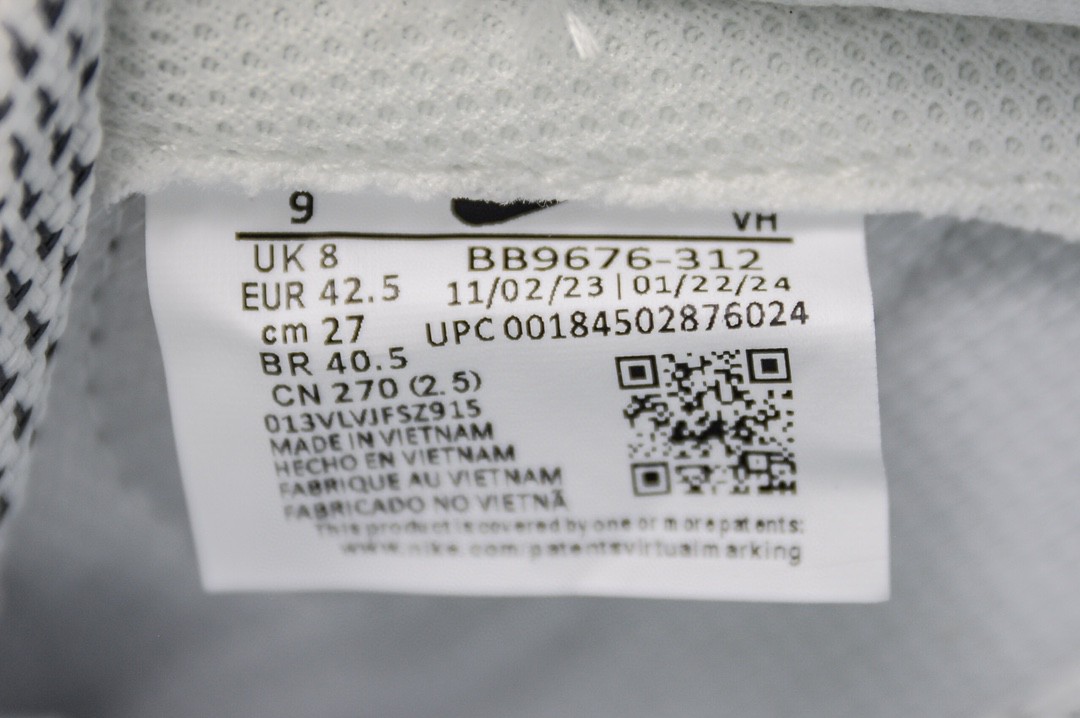 9 VH
UK 8 BB9676-312
EUR 42.5 11/02/23 | 01/22/24
cm 27 UPC 00184502876024
BR 40.5
CN 270 (2.5)
013VLVJFSZ915
MADE IN VIETNAM
HECHO EN VIETNAM
FABRIQUE AU VIETNAM
FABRICADO NO VIETNÃ
This product is covered by one or more patents:
www.nike.com/patentsvirtualmarking